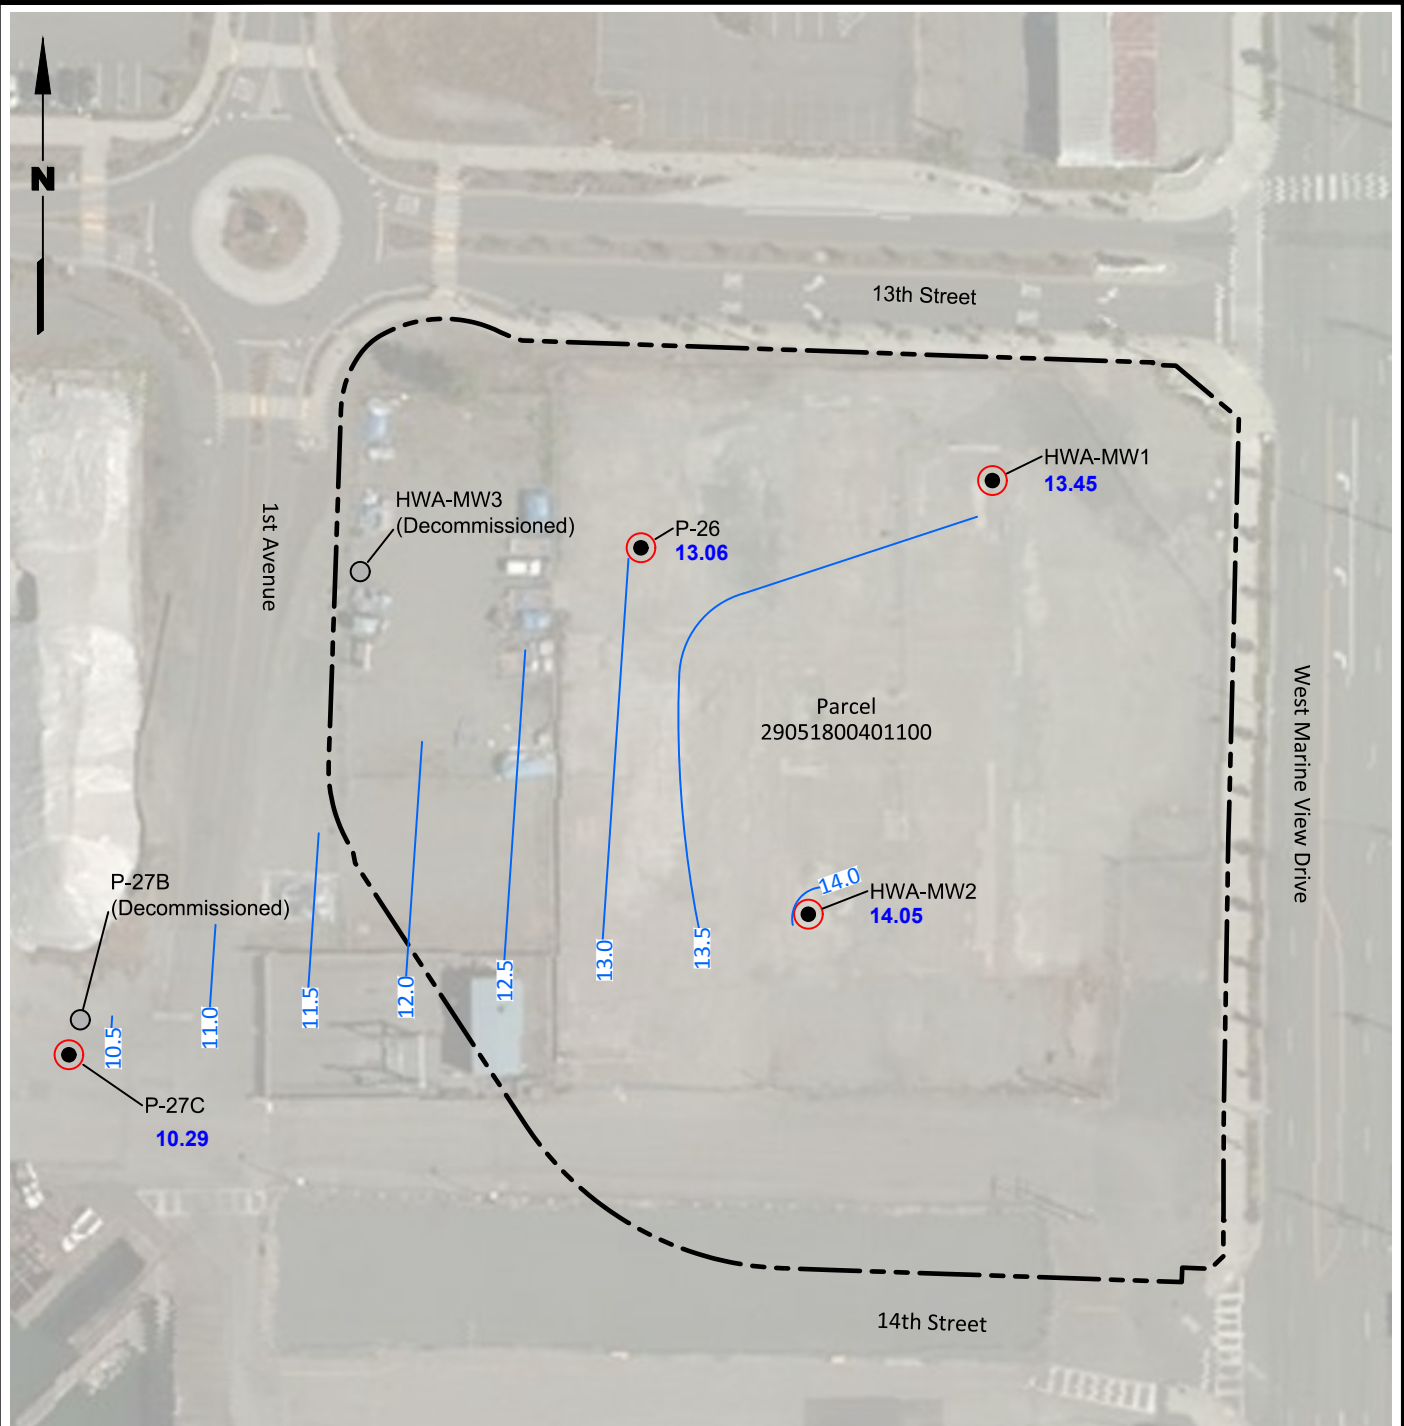 N
13th Street
HWA-MW1
13.45
HWA-MW3
(Decommissioned)
P-26
13.06
1st Avenue
Parcel
29051800401100
West Marine View Drive
P-27B
(Decommissioned)
14.0
HWA-MW2
14.05
10.5
11.0
11.5
12.0
12.5
13.0
13.5
P-27C
10.29
14th Street